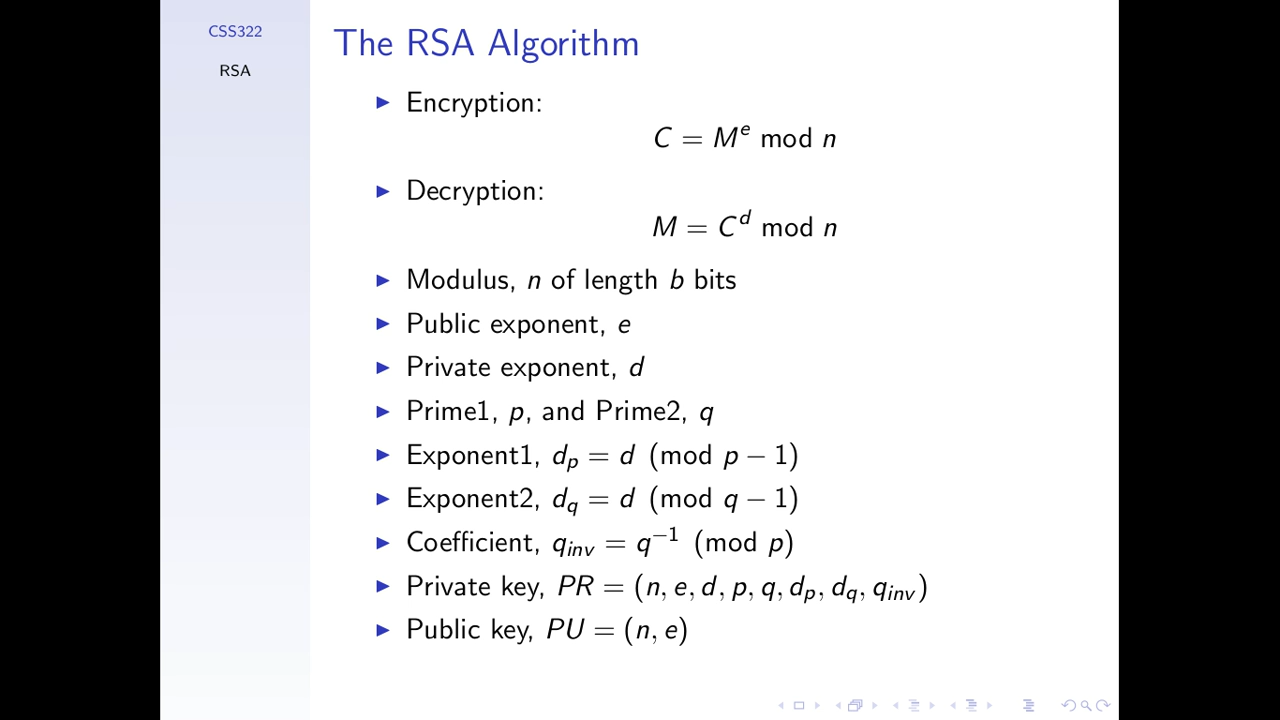 CSS322
RSA
The RSA Algorithm
▶ Encryption:
C = M^e mod n
▶ Decryption:
M = C^d mod n
▶ Modulus, n of length b bits
▶ Public exponent, e
▶ Private exponent, d
▶ Prime1, p, and Prime2, q
▶ Exponent1, d_p = d (mod p − 1)
▶ Exponent2, d_q = d (mod q − 1)
▶ Coefficient, q_inv = q^−1 (mod p)
▶ Private key, PR = (n, e, d, p, q, d_p, d_q, q_inv)
▶ Public key, PU = (n, e)